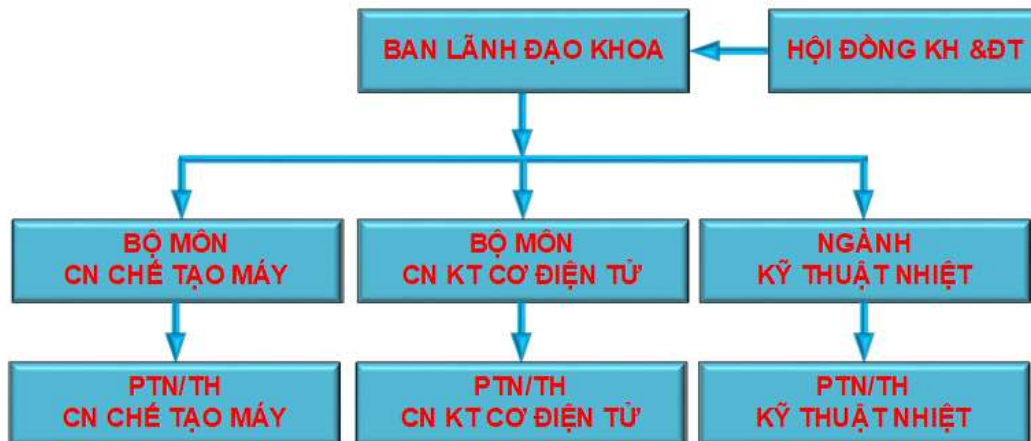 BAN LÃNH ĐẠO KHOA
HỘI ĐỒNG KH &ĐT
BỘ MÔN
CN CHẾ TẠO MÁY
BỘ MÔN
CN KT CƠ ĐIỆN TỬ
NGÀNH
KỸ THUẬT NHIỆT
PTN/TH
CN CHẾ TẠO MÁY
PTN/TH
CN KT CƠ ĐIỆN TỬ
PTN/TH
KỸ THUẬT NHIỆT